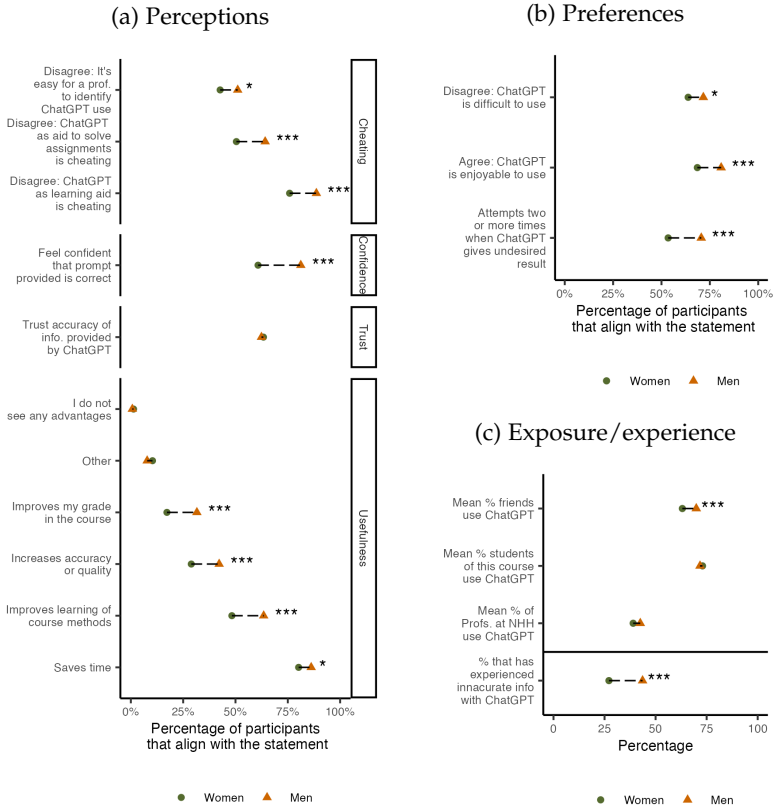 (a) Perceptions
Disagree: It's
easy for a prof.
to identify
ChatGPT use
*
Disagree: ChatGPT
as aid to solve
assignments
is cheating
***
Disagree: ChatGPT
as learning aid
is cheating
***
Cheating
Feel confident
that prompt
provided is correct
***
Confidence
Trust accuracy of
info. provided
by ChatGPT
Trust
I do not
see any advantages
Other
Improves my grade
in the course
***
Increases accuracy
or quality
***
Improves learning of
course methods
***
Saves time
*
Usefulness
0% 25% 50% 75% 100%
Percentage of participants
that align with the statement
Women Men
(b) Preferences
Disagree: ChatGPT
is difficult to use
*
Agree: ChatGPT
is enjoyable to use
***
Attempts two
or more times
when ChatGPT
gives undesired
result
***
0% 25% 50% 75% 100%
Percentage of participants
that align with the statement
Women Men
(c) Exposure/experience
Mean % friends
use ChatGPT
***
Mean % students
of this course
use ChatGPT
Mean % of
Profs. at NHH
use ChatGPT
% that has
experienced
innacurate info
with ChatGPT
***
0 25 50 75 100
Percentage
Women Men